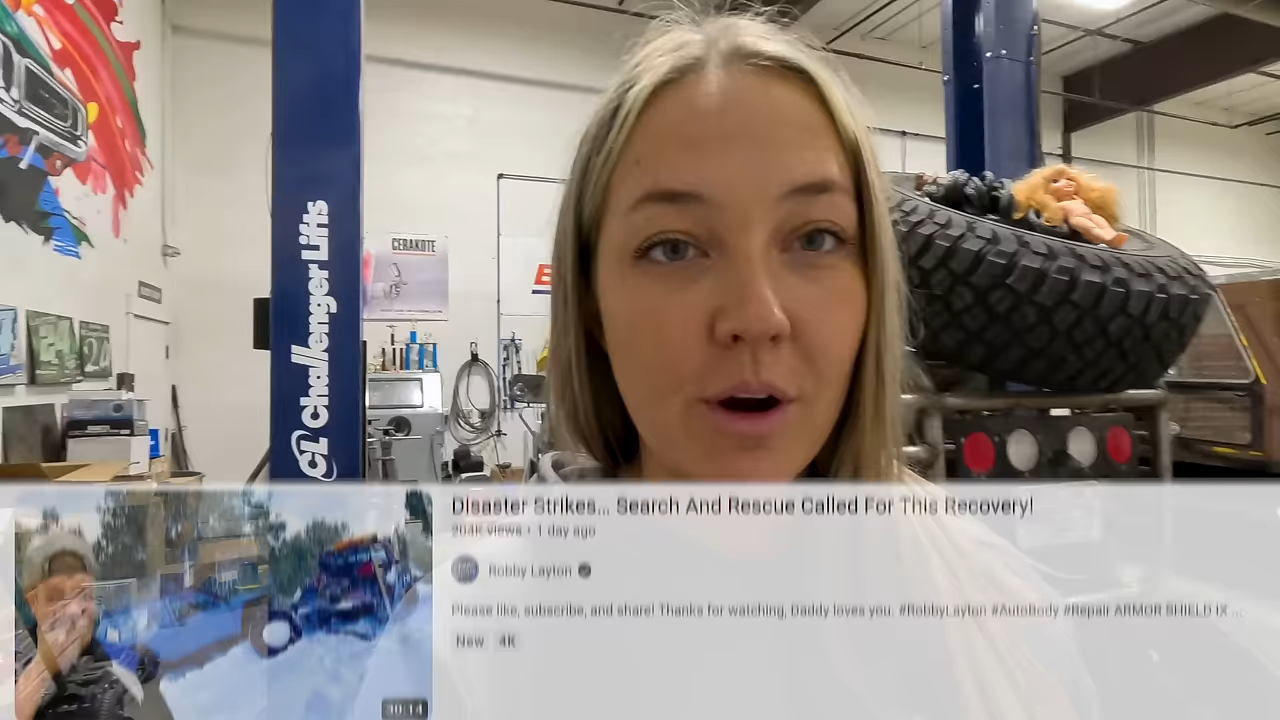 CERAKOTE
Challenger Lifts
Disaster Strikes... Search And Rescue Called For This Recovery!
204K views • 1 day ago
Robby Layton
Please like, subscribe, and share! Thanks for watching, Daddy loves you. #RobbyLayton #AutoBody #Repair ARMOR SHIELD IX ...
New 4K
30:14